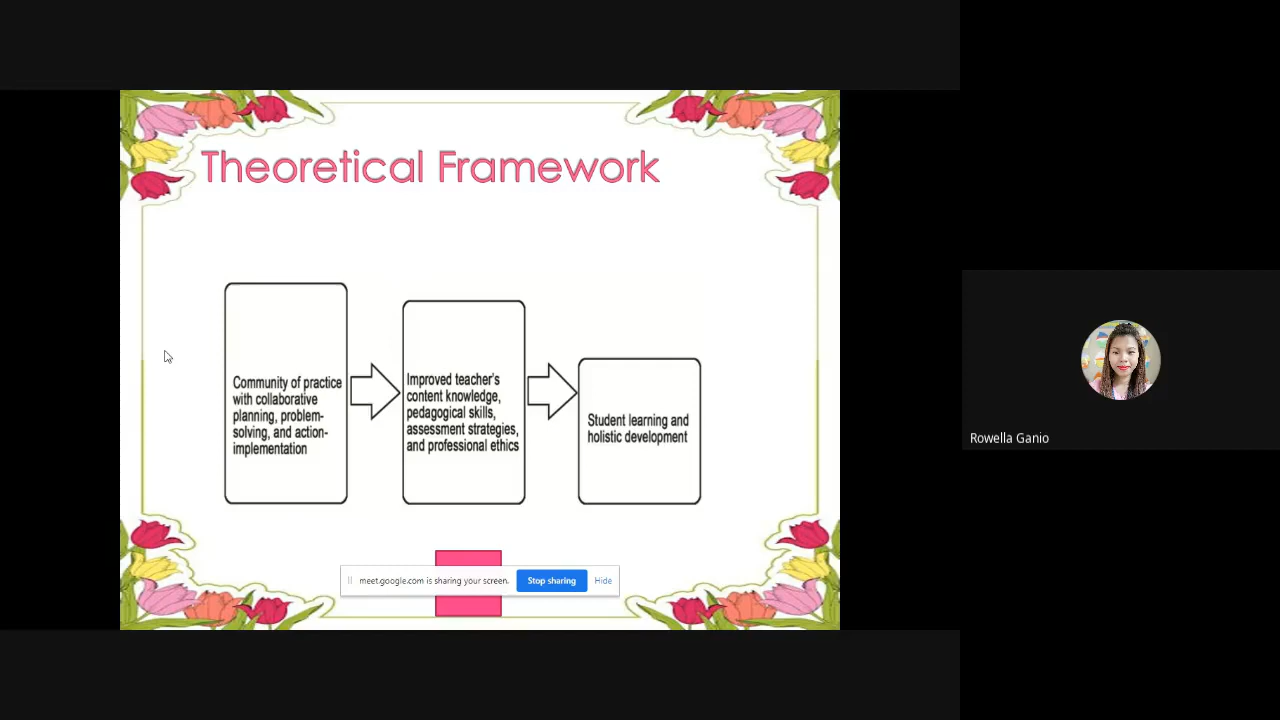 Theoretical Framework
Community of practice
with collaborative
planning, problem-
solving, and action-
implementation
Improved teacher's
content knowledge,
pedagogical skills,
assessment strategies,
and professional ethics
Student learning and
holistic development
meet.google.com is sharing your screen.
Stop sharing
Hide
Rowella Ganio